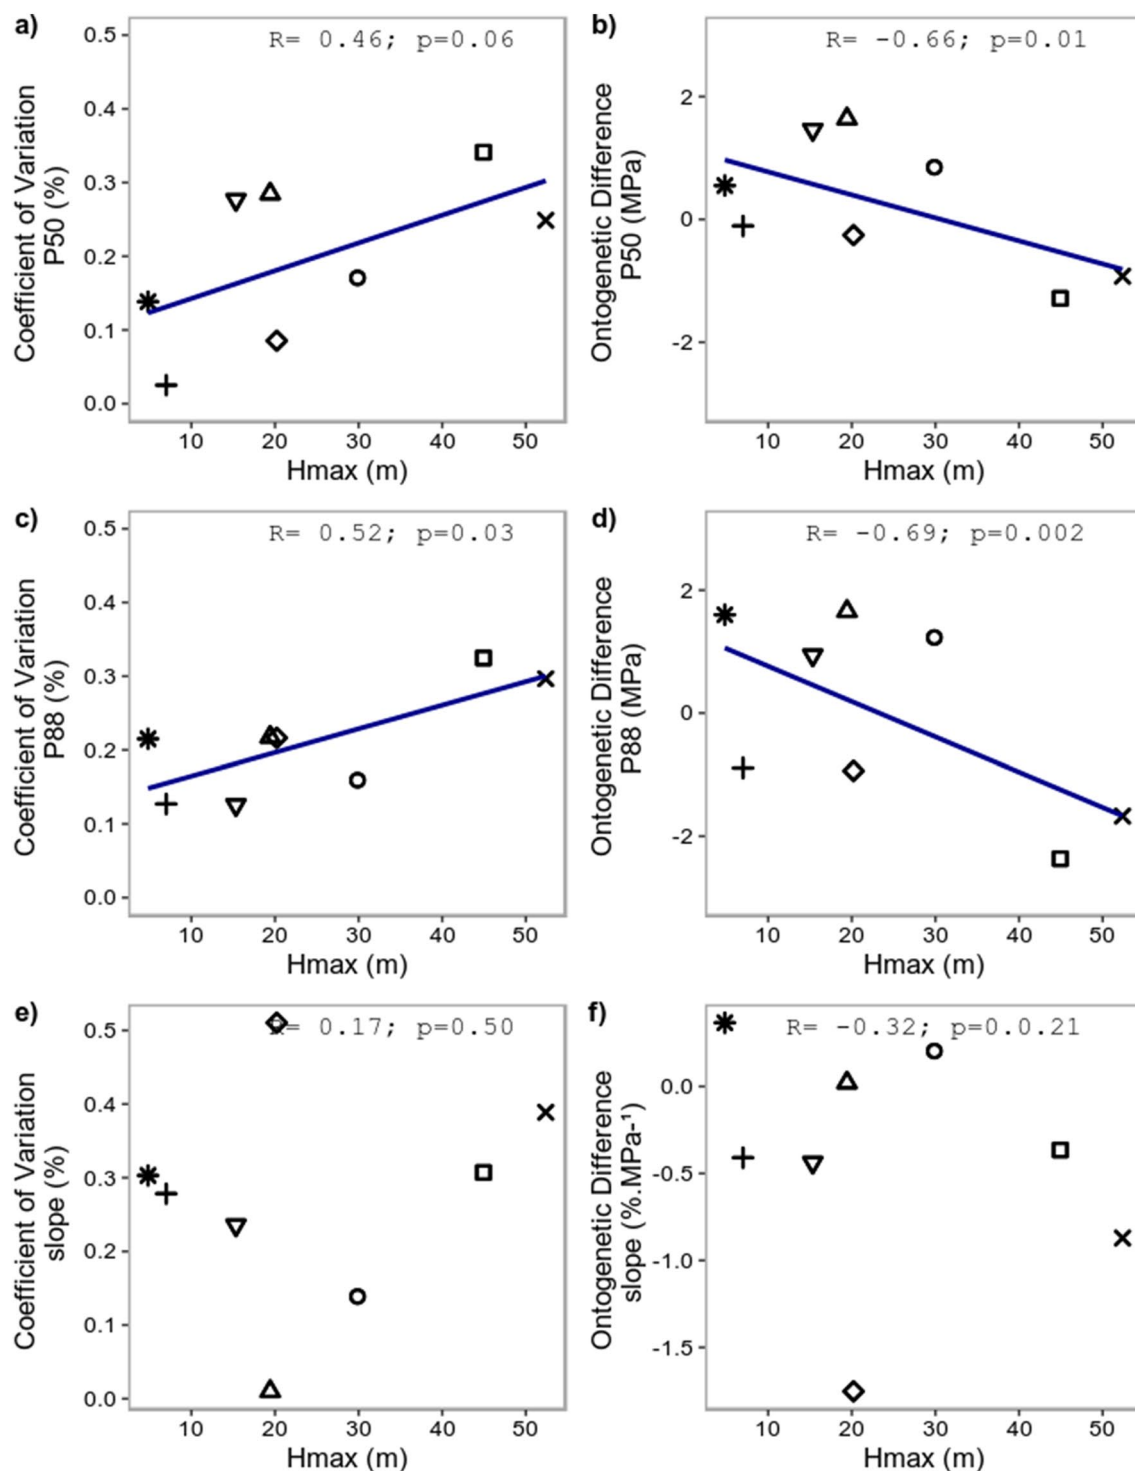 a)
R= 0.46; p=0.06
0.5
0.4
0.3
0.2
0.1
0.0
Coefficient of Variation
P50 (%)
10 20 30 40 50
Hmax (m)
b)
R= -0.66; p=0.01
2
0
-2
Ontogenetic Difference
P50 (MPa)
10 20 30 40 50
Hmax (m)
c)
R= 0.52; p=0.03
0.5
0.4
0.3
0.2
0.1
0.0
Coefficient of Variation
P88 (%)
10 20 30 40 50
Hmax (m)
d)
R= -0.69; p=0.002
2
0
-2
Ontogenetic Difference
P88 (MPa)
10 20 30 40 50
Hmax (m)
e)
R= 0.17; p=0.50
0.5
0.4
0.3
0.2
0.1
0.0
Coefficient of Variation
slope (%)
10 20 30 40 50
Hmax (m)
f)
R= -0.32; p=0.0.21
0.0
-0.5
-1.0
-1.5
Ontogenetic Difference
slope (%.MPa-¹)
10 20 30 40 50
Hmax (m)